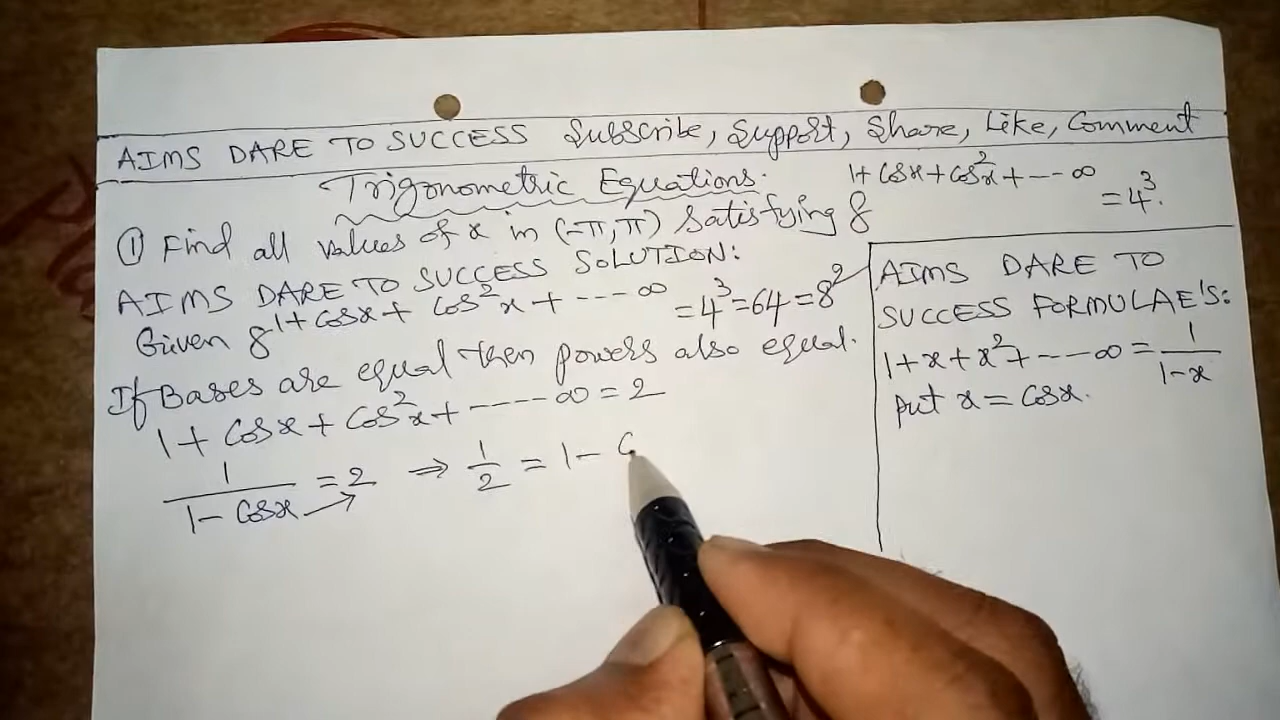 AIMS DARE TO SUCCESS Subscribe, Support, Share, Like, Comment
Trigonometric Equations.
① Find all values of x in (-π, π) satisfying 8^(1+cosx+cos²x+----∞) = 4³.
AIMS DARE TO SUCCESS SOLUTION:
Given 8^(1+cosx+cos²x+----∞) = 4³ = 64 = 8²
If Bases are equal then powers also equal.
1 + cosx + cos²x + -----∞ = 2
1/(1 - cosx) = 2 ⇒ 1/2 = 1 - C
AIMS DARE TO
SUCCESS FORMULAE'S:
1 + x + x² + ----∞ = 1/(1-x)
put x = cosx.